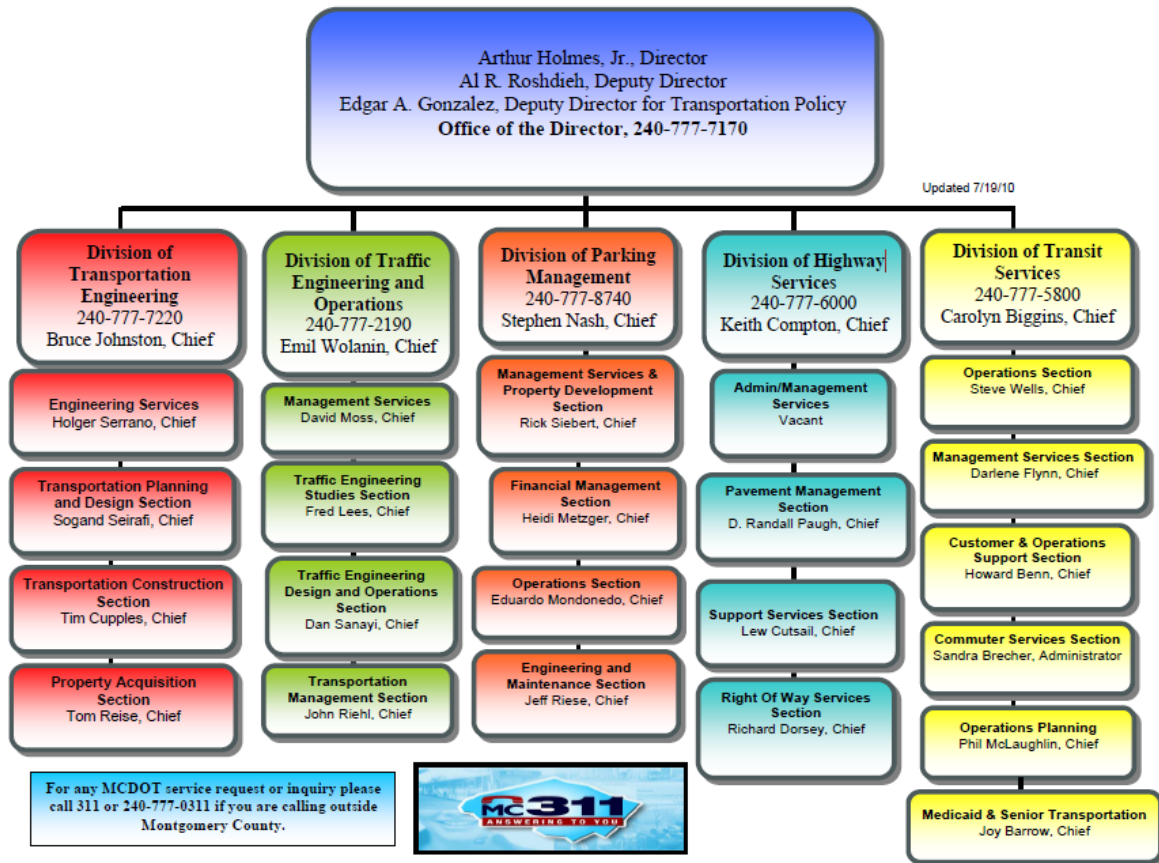 Arthur Holmes, Jr., Director
Al R. Roshdieh, Deputy Director
Edgar A. Gonzalez, Deputy Director for Transportation Policy
Office of the Director, 240-777-7170
Updated 7/19/10
Division of
Transportation
Engineering
240-777-7220
Bruce Johnston, Chief
Engineering Services
Holger Serrano, Chief
Transportation Planning
and Design Section
Sogand Seirafi, Chief
Transportation Construction
Section
Tim Cupples, Chief
Property Acquisition
Section
Tom Reise, Chief
Division of Traffic
Engineering and
Operations
240-777-2190
Emil Wolanin, Chief
Management Services
David Moss, Chief
Traffic Engineering
Studies Section
Fred Lees, Chief
Traffic Engineering
Design and Operations
Section
Dan Sanayi, Chief
Transportation
Management Section
John Riehl, Chief
Division of Parking
Management
240-777-8740
Stephen Nash, Chief
Management Services &
Property Development
Section
Rick Siebert, Chief
Financial Management
Section
Heidi Metzger, Chief
Operations Section
Eduardo Mondonedo, Chief
Engineering and
Maintenance Section
Jeff Riese, Chief
Division of Highway
Services
240-777-6000
Keith Compton, Chief
Admin/Management
Services
Vacant
Pavement Management
Section
D. Randall Paugh, Chief
Support Services Section
Lew Cutsail, Chief
Right Of Way Services
Section
Richard Dorsey, Chief
Division of Transit
Services
240-777-5800
Carolyn Biggins, Chief
Operations Section
Steve Wells, Chief
Management Services Section
Darlene Flynn, Chief
Customer & Operations
Support Section
Howard Benn, Chief
Commuter Services Section
Sandra Brecher, Administrator
Operations Planning
Phil McLaughlin, Chief
Medicaid & Senior Transportation
Joy Barrow, Chief
For any MCDOT service request or inquiry please
call 311 or 240-777-0311 if you are calling outside
Montgomery County.
MC311
ANSWERING TO YOU